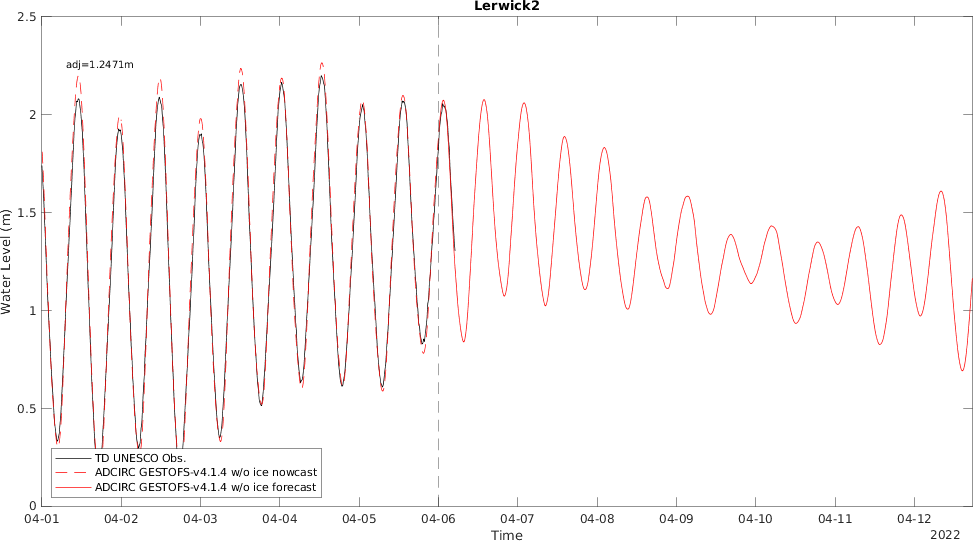 Lerwick2
adj=1.2471m
Water Level (m)
2.5
2
1.5
1
0.5
0
TD UNESCO Obs.
ADCIRC GESTOFS-v4.1.4 w/o ice nowcast
ADCIRC GESTOFS-v4.1.4 w/o ice forecast
04-01 04-02 04-03 04-04 04-05 04-06 04-07 04-08 04-09 04-10 04-11 04-12
Time
2022